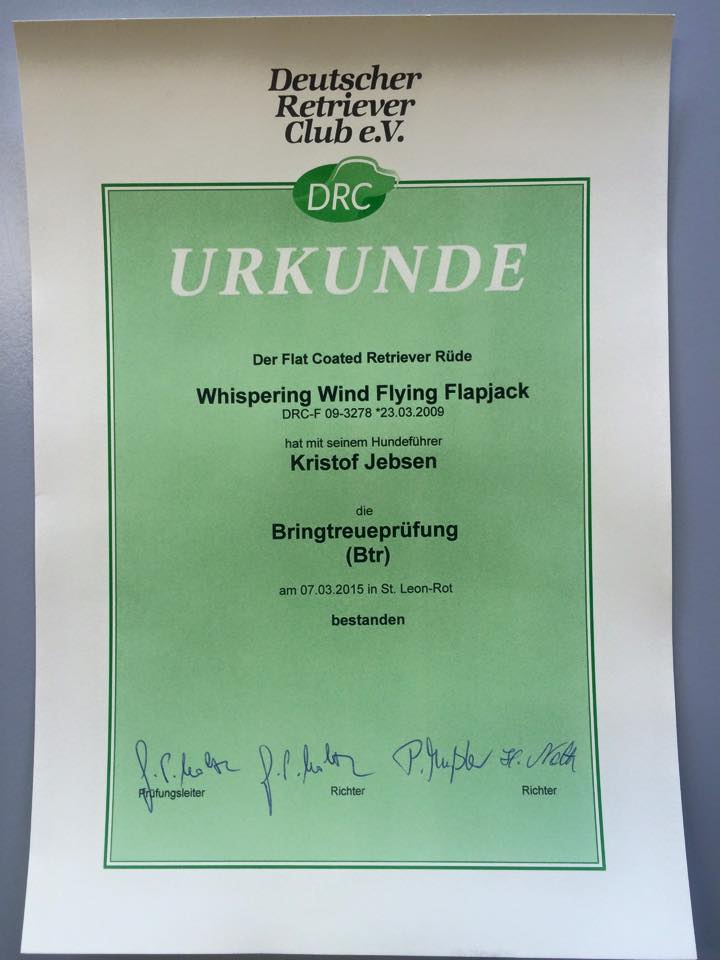 Deutscher
Retriever
Club e.V.
DRC
URKUNDE
Der Flat Coated Retriever Rüde
Whispering Wind Flying Flapjack
DRC-F 09-3278 *23.03.2009
hat mit seinem Hundeführer
Kristof Jebsen
die
Bringtreueprüfung
(Btr)
am 07.03.2015 in St. Leon-Rot
bestanden
Prüfungsleiter Richter Richter